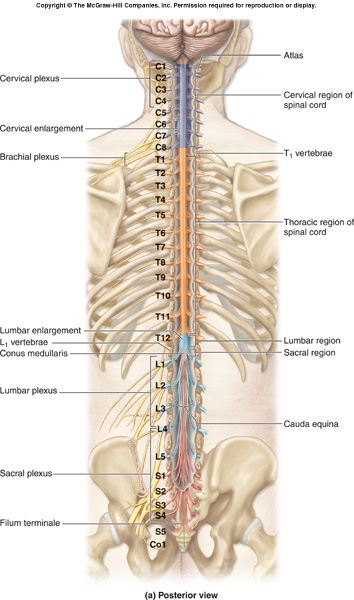 Copyright © The McGraw-Hill Companies, Inc. Permission required for reproduction or display.
Atlas
C1
Cervical plexus
C2
C3
Cervical region of
spinal cord
C4
C5
C6
Cervical enlargement
C7
C8
Brachial plexus
T1
T1 vertebrae
T2
T3
T4
T5
Thoracic region of
spinal cord
T6
T7
T8
T9
T10
T11
Lumbar enlargement
T12
L1 vertebrae
Lumbar region
Conus medullaris
Sacral region
L1
L2
Lumbar plexus
L3
Cauda equina
L4
L5
Sacral plexus
S1
S2
S3
S4
Filum terminale
S5
Co1
(a) Posterior view